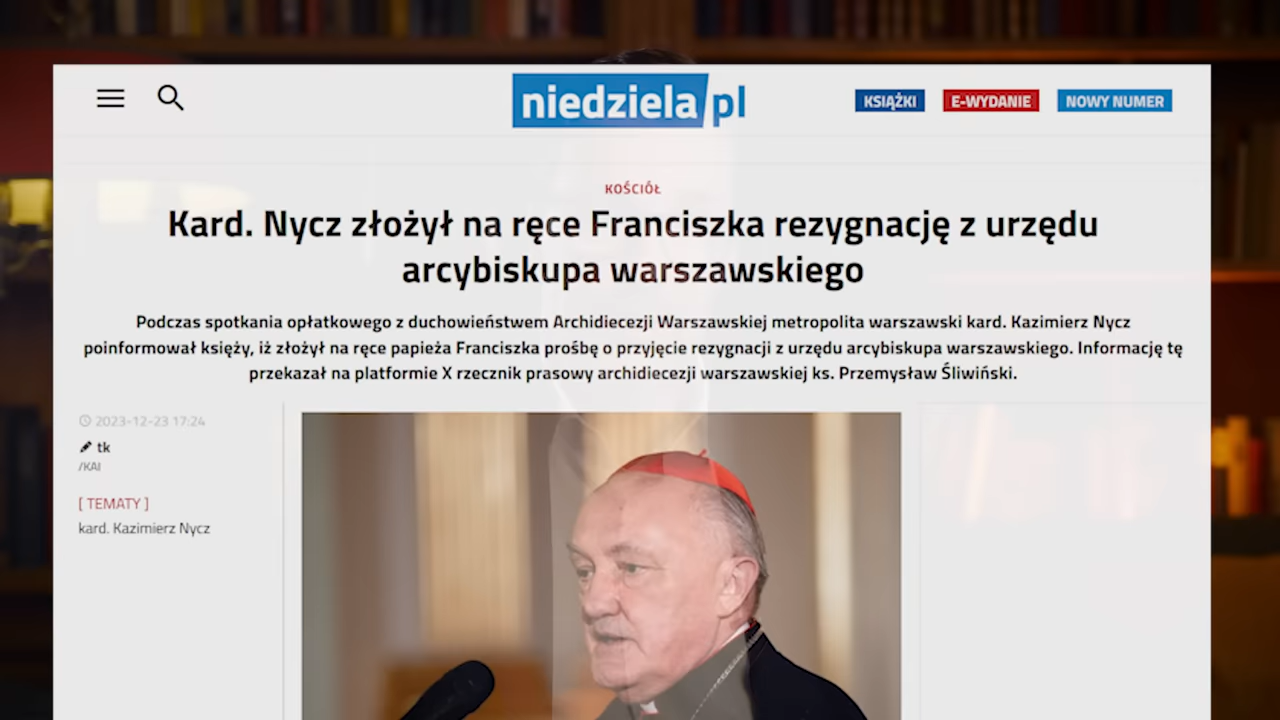 niedziela pl
KSIĄŻKI
E-WYDANIE
NOWY NUMER
KOŚCIÓŁ
Kard. Nycz złożył na ręce Franciszka rezygnację z urzędu
arcybiskupa warszawskiego
Podczas spotkania opłatkowego z duchowieństwem Archidiecezji Warszawskiej metropolita warszawski kard. Kazimierz Nycz
poinformował księży, iż złożył na ręce papieża Franciszka prośbę o przyjęcie rezygnacji z urzędu arcybiskupa warszawskiego. Informację tę
przekazał na platformie X rzecznik prasowy archidiecezji warszawskiej ks. Przemysław Śliwiński.
2023-12-23 17:24
tk
/KAI
[ TEMATY ]
kard. Kazimierz Nycz